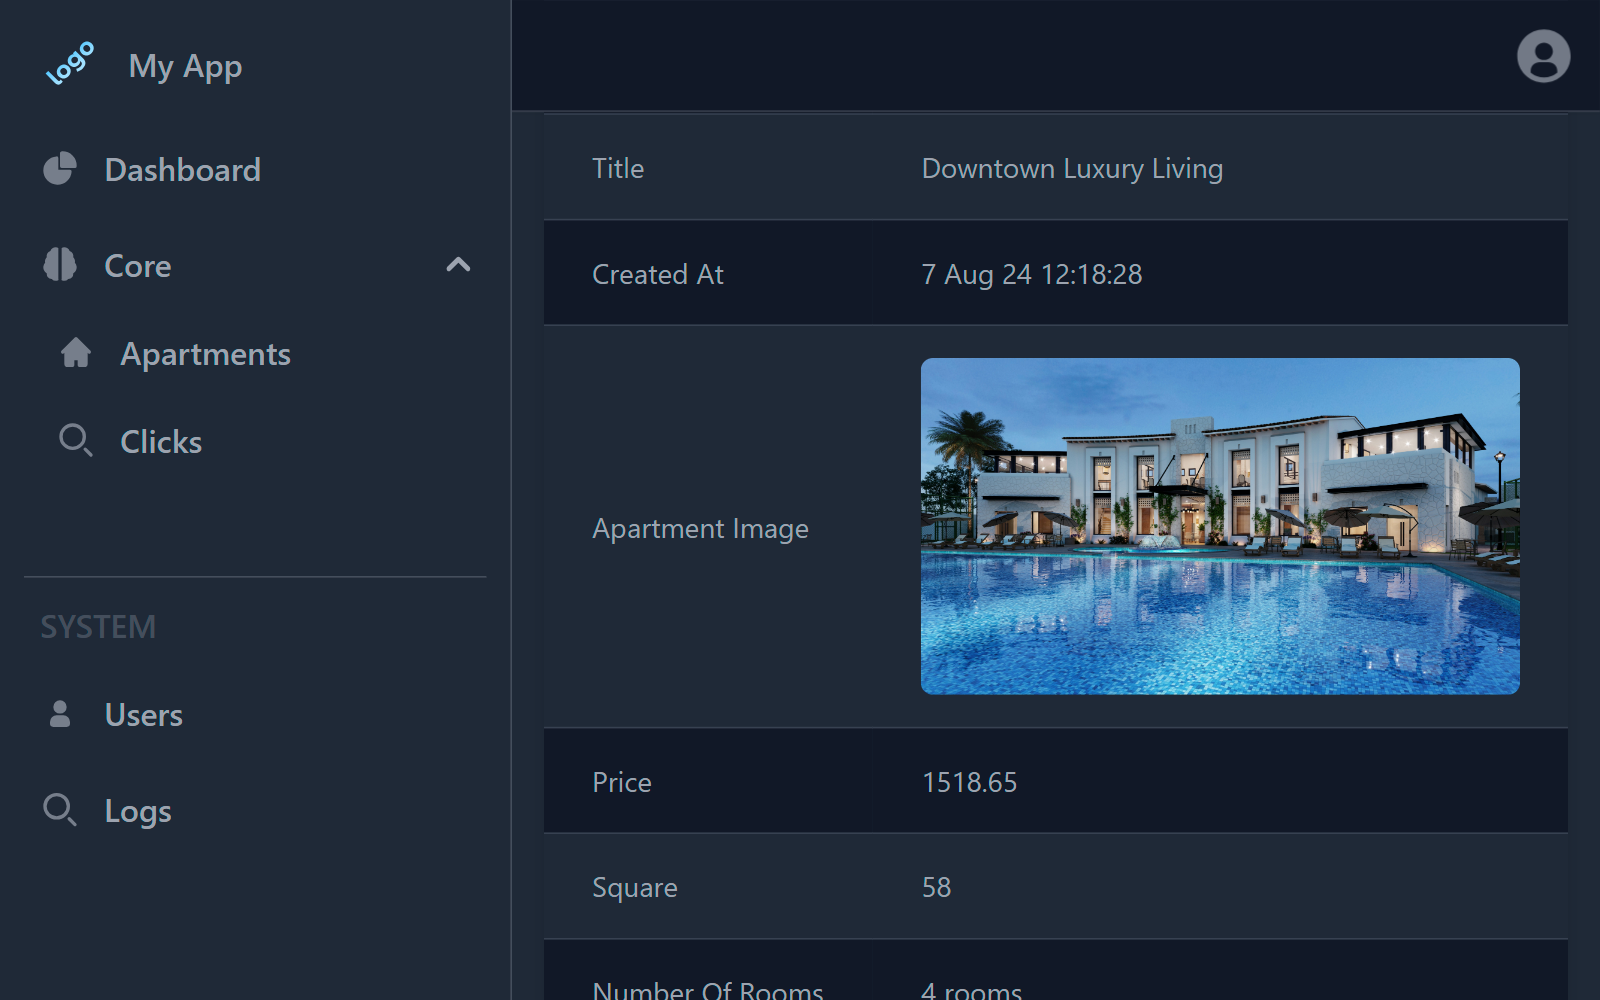 logo
My App
Dashboard
Core
Apartments
Clicks
SYSTEM
Users
Logs
Title Downtown Luxury Living
Created At 7 Aug 24 12:18:28
Apartment Image
Price 1518.65
Square 58
Number Of Rooms 4 rooms